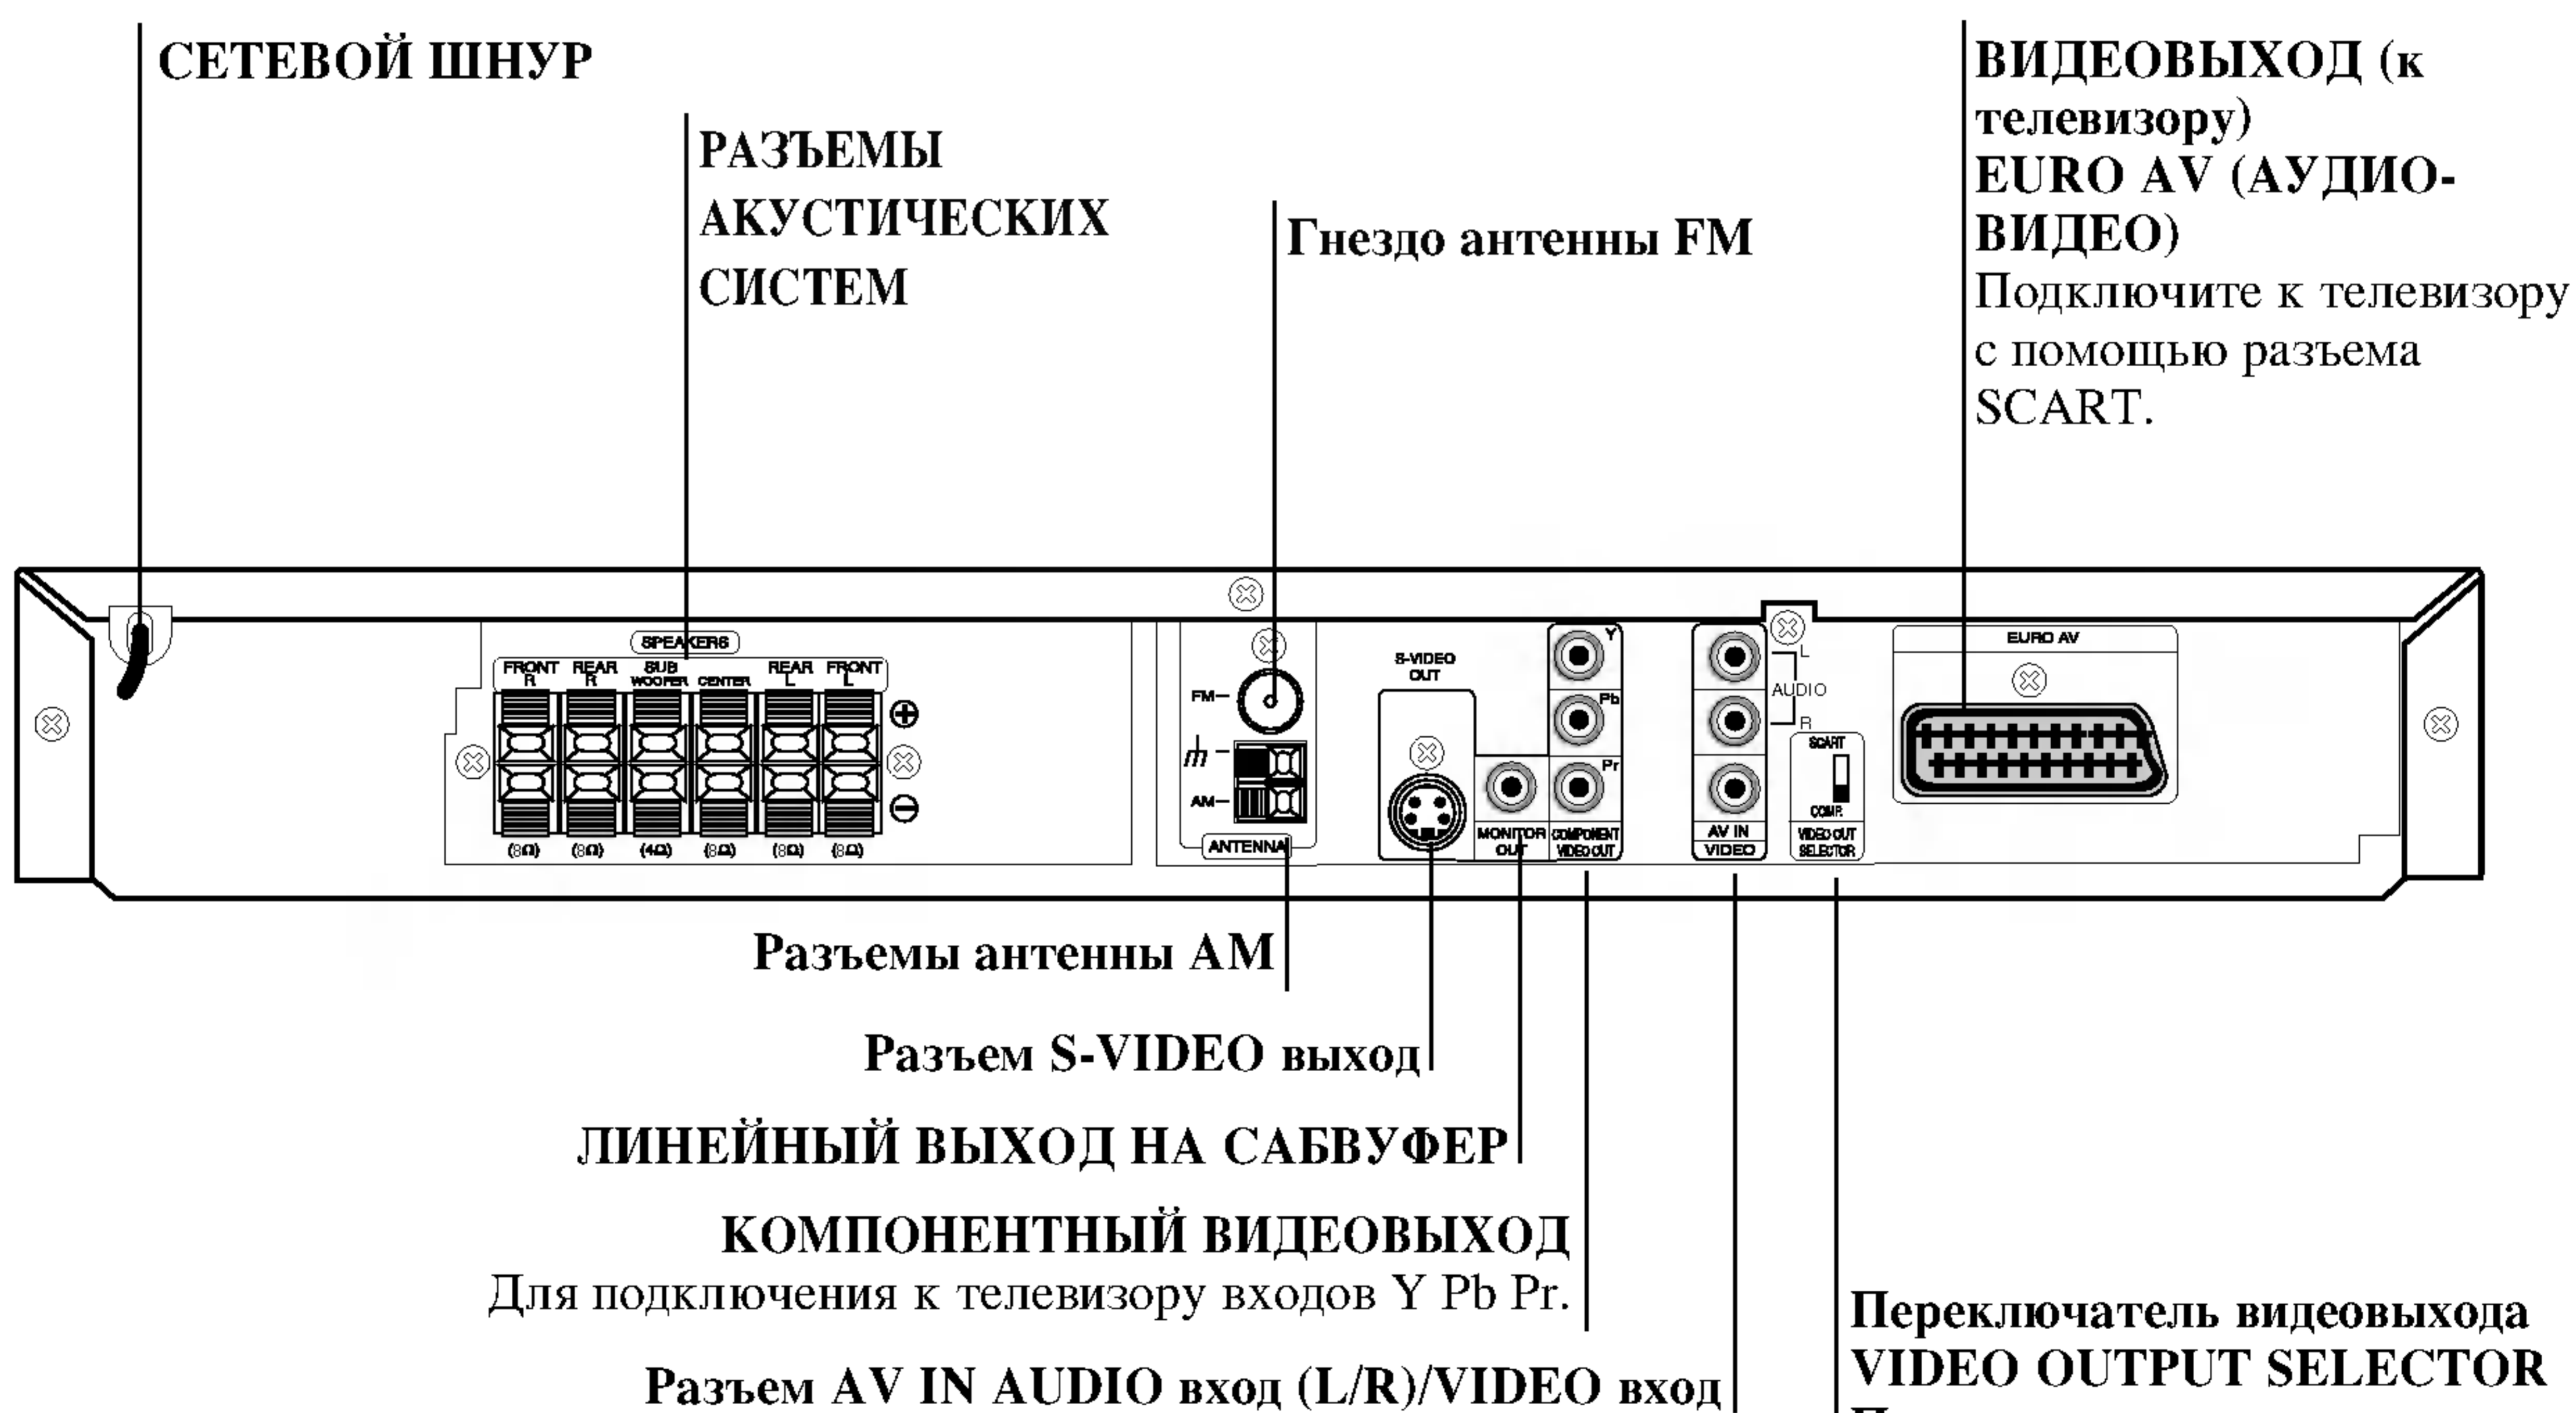 СЕТЕВОЙ ШНУР
РАЗЪЕМЫ
АКУСТИЧЕСКИХ
СИСТЕМ
Гнездо антенны FM
ВИДЕОВЫХОД (к
телевизору)
EURO AV (АУДИО-
ВИДЕО)
Подключите к телевизору
с помощью разъема
SCART.
SPEAKERS
FRONT R
REAR R
SUB WOOFER
CENTER
REAR L
FRONT L
(8Ω) (8Ω) (4Ω) (8Ω) (8Ω) (8Ω)
FM
AM
ANTENNA
S-VIDEO
OUT
MONITOR
OUT
Y
Pb
Pr
COMPONENT
VIDEO OUT
L
AUDIO
R
AV IN
VIDEO
SCART
COMP.
VIDEO OUT
SELECTOR
EURO AV
Разъемы антенны AM
Разъем S-VIDEO выход
ЛИНЕЙНЫЙ ВЫХОД НА САБВУФЕР
КОМПОНЕНТНЫЙ ВИДЕОВЫХОД
Для подключения к телевизору входов Y Pb Pr.
Разъем AV IN AUDIO вход (L/R)/VIDEO вход
Переключатель видеовыхода
VIDEO OUTPUT SELECTOR